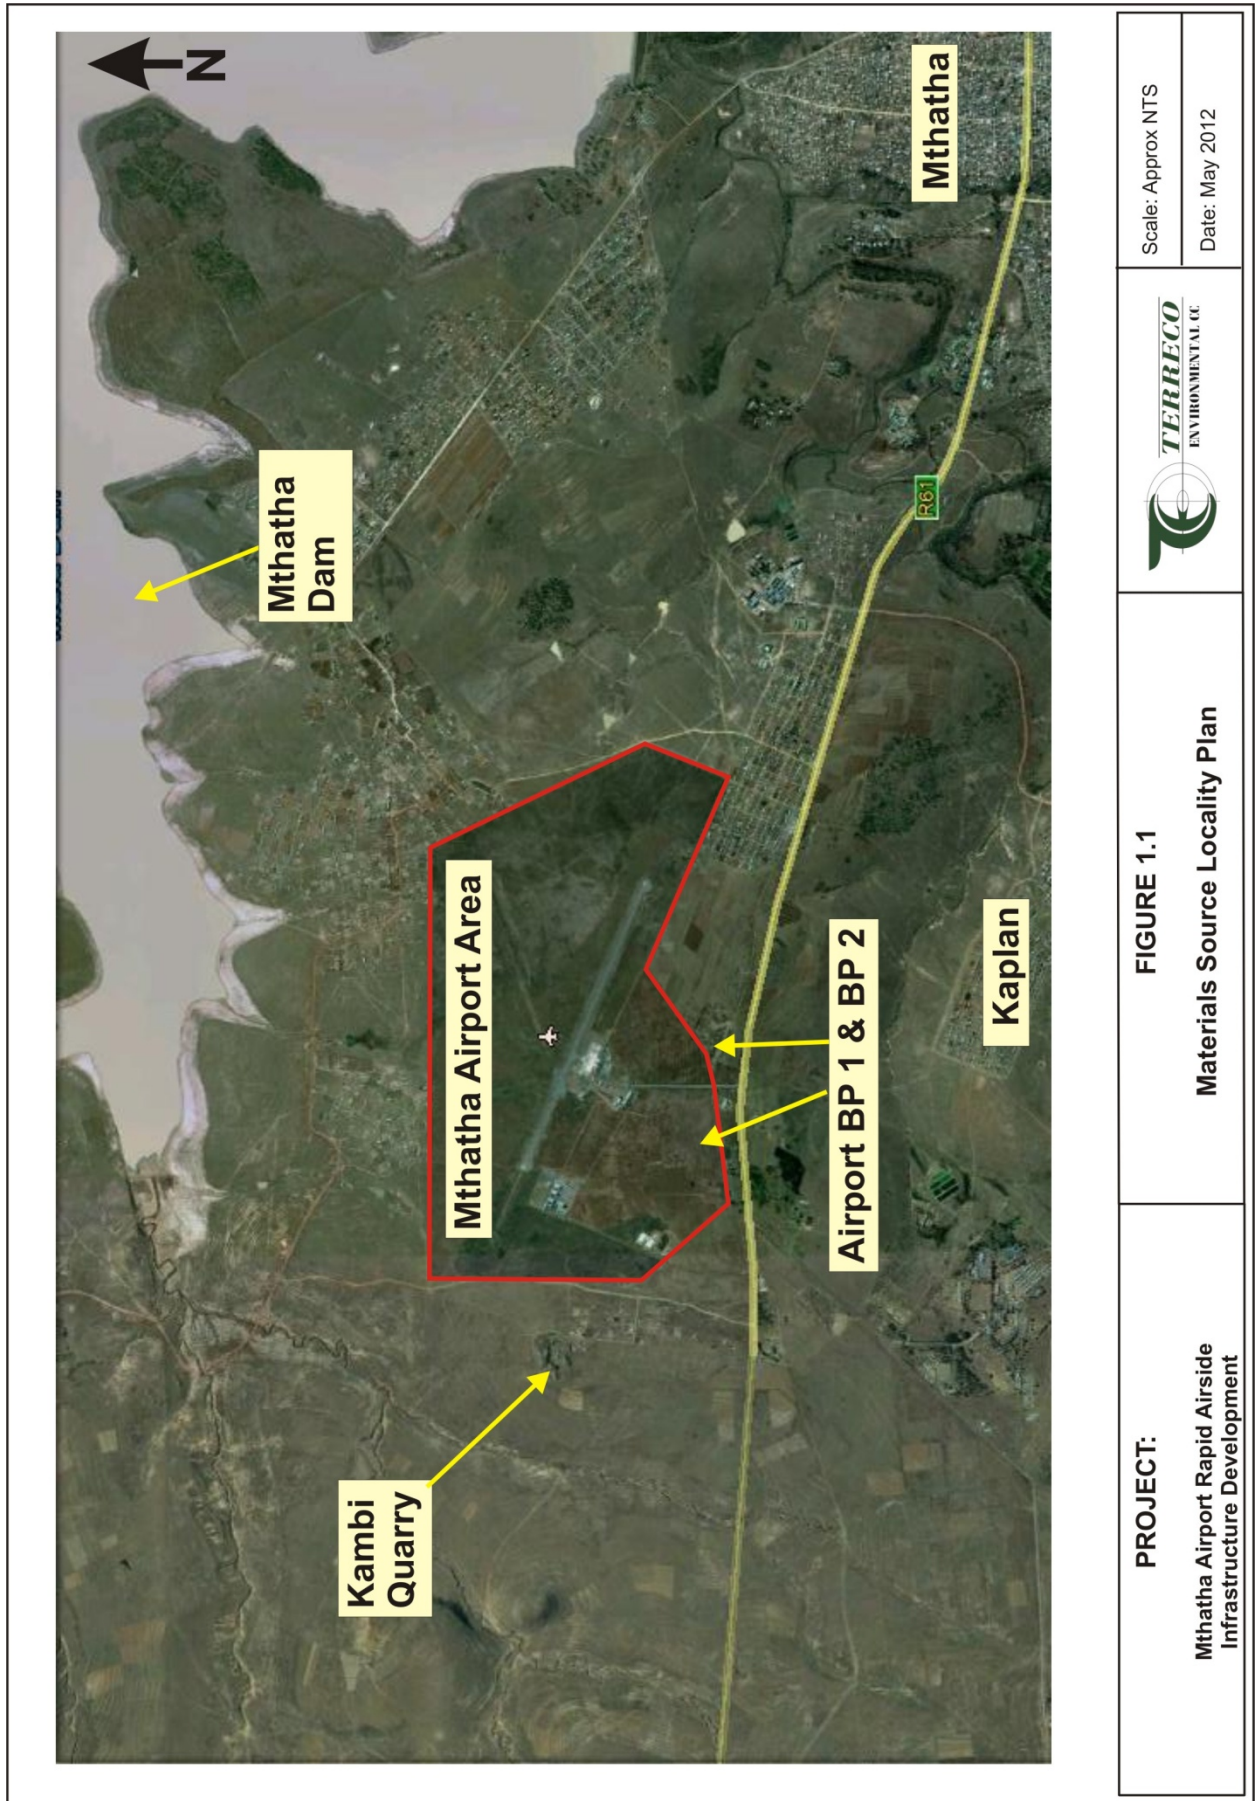 N
Mthatha
Dam
Mthatha
Kambi
Quarry
Mthatha Airport Area
R61
Airport BP 1 & BP 2
Kaplan
PROJECT:
Mthatha Airport Rapid Airside
Infrastructure Development
FIGURE 1.1
Materials Source Locality Plan
TERRECO
ENVIRONMENTAL CC
Scale: Approx NTS
Date: May 2012